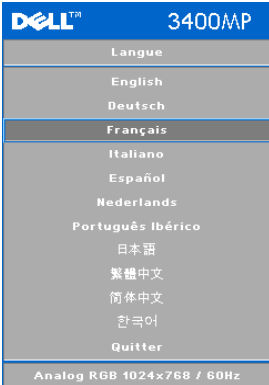 DELL™ 3400MP
Langue
English
Deutsch
Français
Italiano
Español
Nederlands
Português Ibérico
日本語
繁體中文
简体中文
한국어
Quitter
Analog RGB 1024x768 / 60Hz